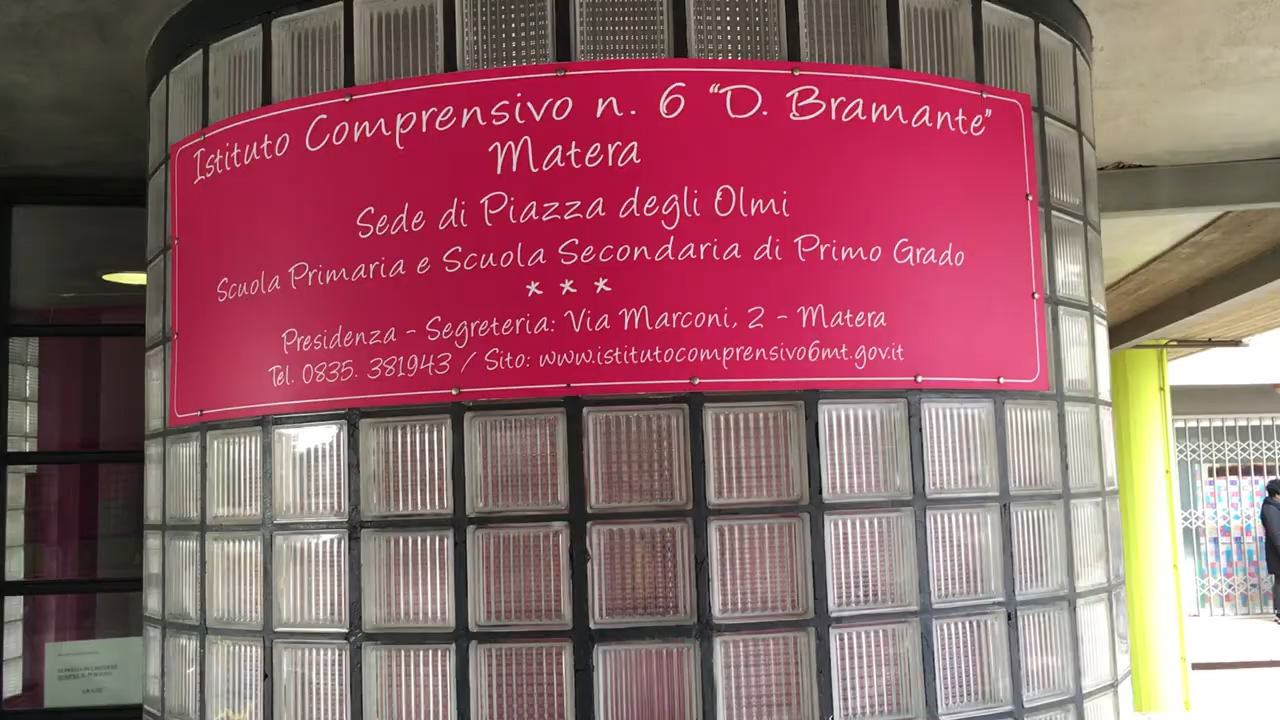 Istituto Comprensivo n. 6 "D. Bramante"
Matera
Sede di Piazza degli Olmi
Scuola Primaria e Scuola Secondaria di Primo Grado
* * *
Presidenza - Segreteria: Via Marconi, 2 - Matera
Tel. 0835. 381943 / Sito: www.istitutocomprensivo6mt.gov.it